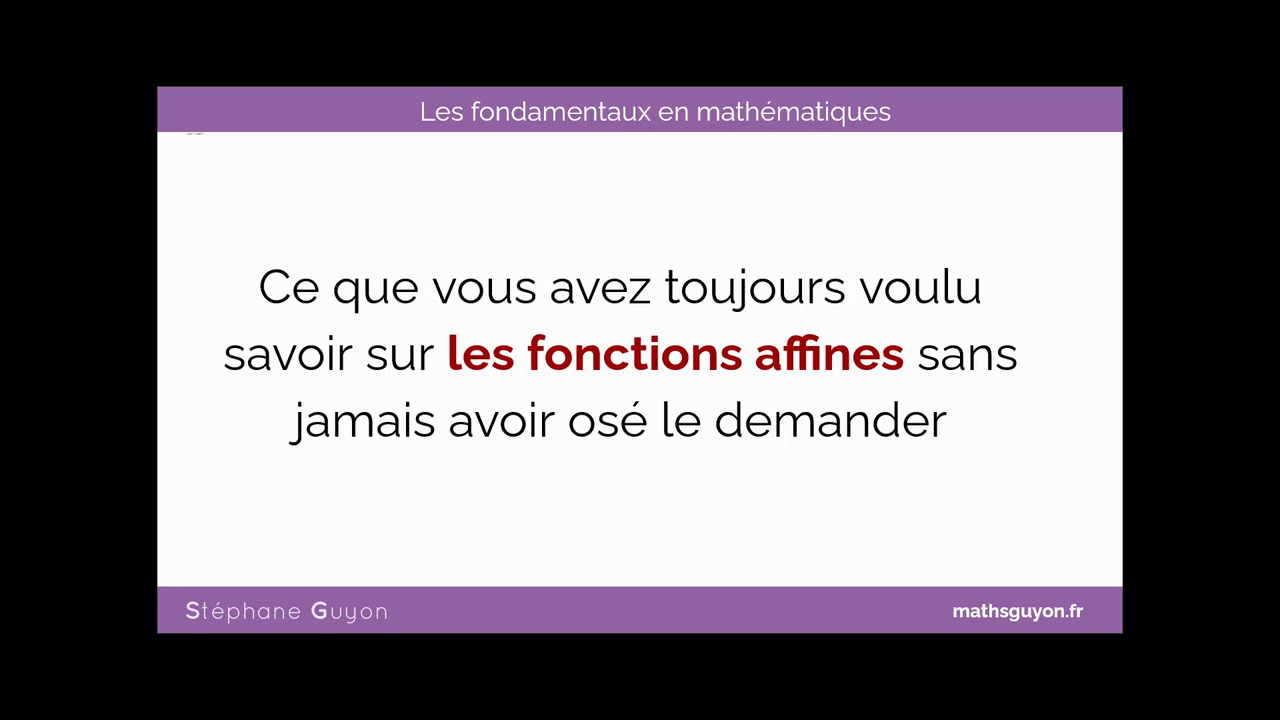 Les fondamentaux en mathématiques
Ce que vous avez toujours voulu
savoir sur les fonctions affines sans
jamais avoir osé le demander
Stéphane Guyon
mathsguyon.fr